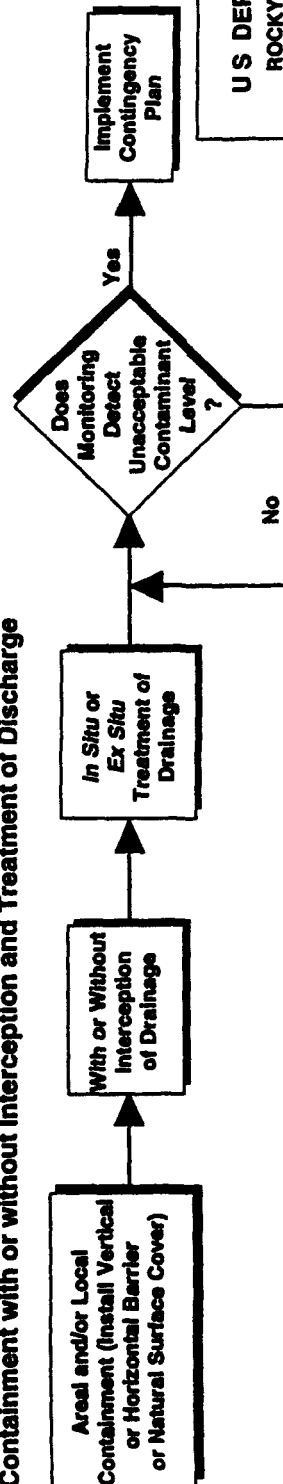 Containment with or without Interception and Treatment of Discharge
Areal and/or Local
Containment (Install Vertical
or Horizontal Barrier
or Natural Surface Cover)
With or Without
Interception
of Drainage
In Situ or
Ex Situ
Treatment of
Drainage
Does
Monitoring
Detect
Unacceptable
Contaminant
Level
?
Yes
No
Implement
Contingency
Plan
U S DEP
ROCKY